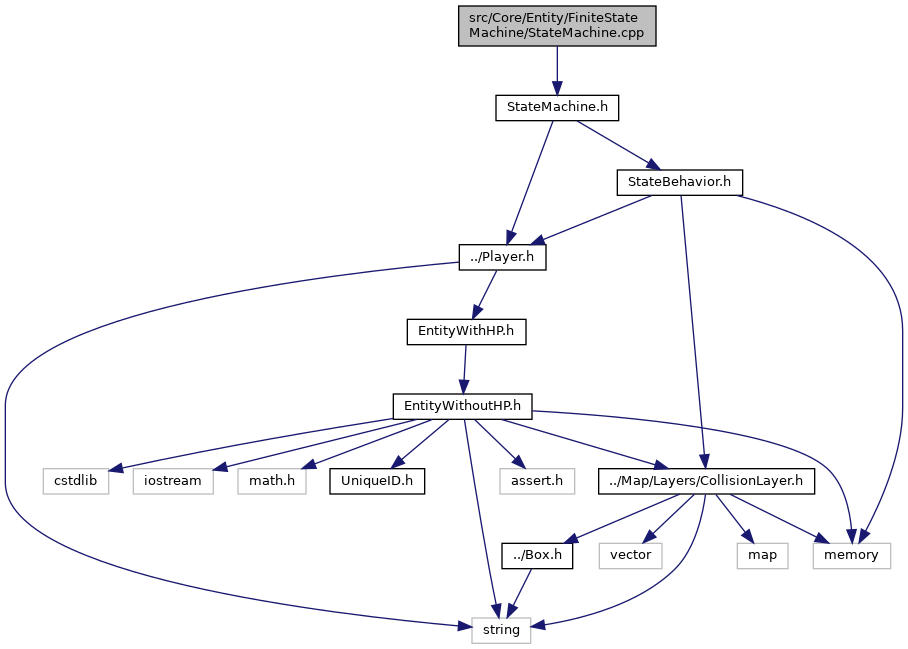 src/Core/Entity/FiniteState
Machine/StateMachine.cpp
StateMachine.h
StateBehavior.h
../Player.h
EntityWithHP.h
EntityWithoutHP.h
cstdlib
iostream
math.h
UniqueID.h
assert.h
../Map/Layers/CollisionLayer.h
../Box.h
vector
map
memory
string